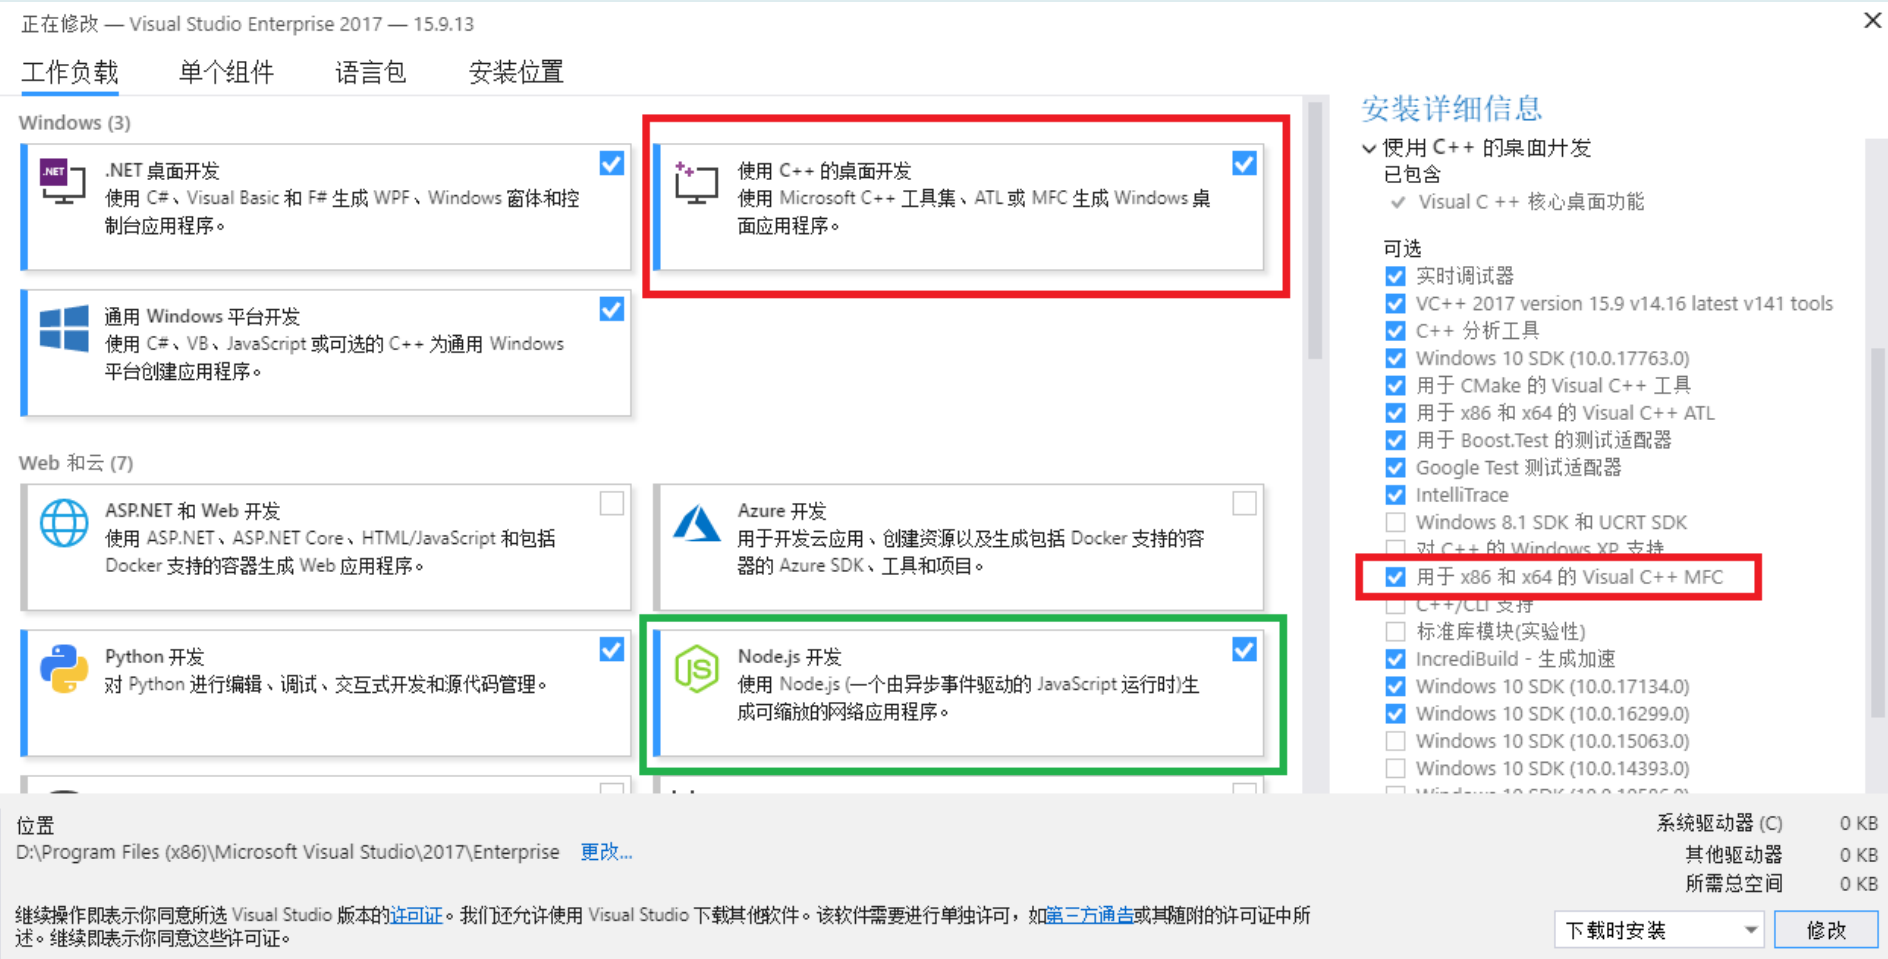 正在修改 — Visual Studio Enterprise 2017 — 15.9.13
工作负载
单个组件
语言包
安装位置
Windows (3)
.NET
.NET 桌面开发
使用 C#、Visual Basic 和 F# 生成 WPF、Windows 窗体和控
制台应用程序。
使用 C++ 的桌面开发
使用 Microsoft C++ 工具集、ATL 或 MFC 生成 Windows 桌
面应用程序。
通用 Windows 平台开发
使用 C#、VB、JavaScript 或可选的 C++ 为通用 Windows
平台创建应用程序。
Web 和云 (7)
ASP.NET 和 Web 开发
使用 ASP.NET、ASP.NET Core、HTML/JavaScript 和包括
Docker 支持的容器生成 Web 应用程序。
Azure 开发
用于开发云应用、创建资源以及生成包括 Docker 支持的容
器的 Azure SDK、工具和项目。
Python 开发
对 Python 进行编辑、调试、交互式开发和源代码管理。
JS
Node.js 开发
使用 Node.js (一个由异步事件驱动的 JavaScript 运行时)生
成可缩放的网络应用程序。
安装详细信息
使用 C++ 的桌面开发
已包含
Visual C ++ 核心桌面功能
可选
实时调试器
VC++ 2017 version 15.9 v14.16 latest v141 tools
C++ 分析工具
Windows 10 SDK (10.0.17763.0)
用于 CMake 的 Visual C++ 工具
用于 x86 和 x64 的 Visual C++ ATL
用于 Boost.Test 的测试适配器
Google Test 测试适配器
IntelliTrace
Windows 8.1 SDK 和 UCRT SDK
对 C++ 的 Windows XP 支持
用于 x86 和 x64 的 Visual C++ MFC
C++/CLI 支持
标准库模块(实验性)
IncrediBuild - 生成加速
Windows 10 SDK (10.0.17134.0)
Windows 10 SDK (10.0.16299.0)
Windows 10 SDK (10.0.15063.0)
Windows 10 SDK (10.0.14393.0)
位置
D:\Program Files (x86)\Microsoft Visual Studio\2017\Enterprise 更改...
系统驱动器 (C) 0 KB
其他驱动器 0 KB
所需总空间 0 KB
继续操作即表示你同意所选 Visual Studio 版本的许可证。我们还允许使用 Visual Studio 下载其他软件。该软件需要进行单独许可，如第三方通告或其随附的许可证中所
述。继续即表示你同意这些许可证。
下载时安装
修改